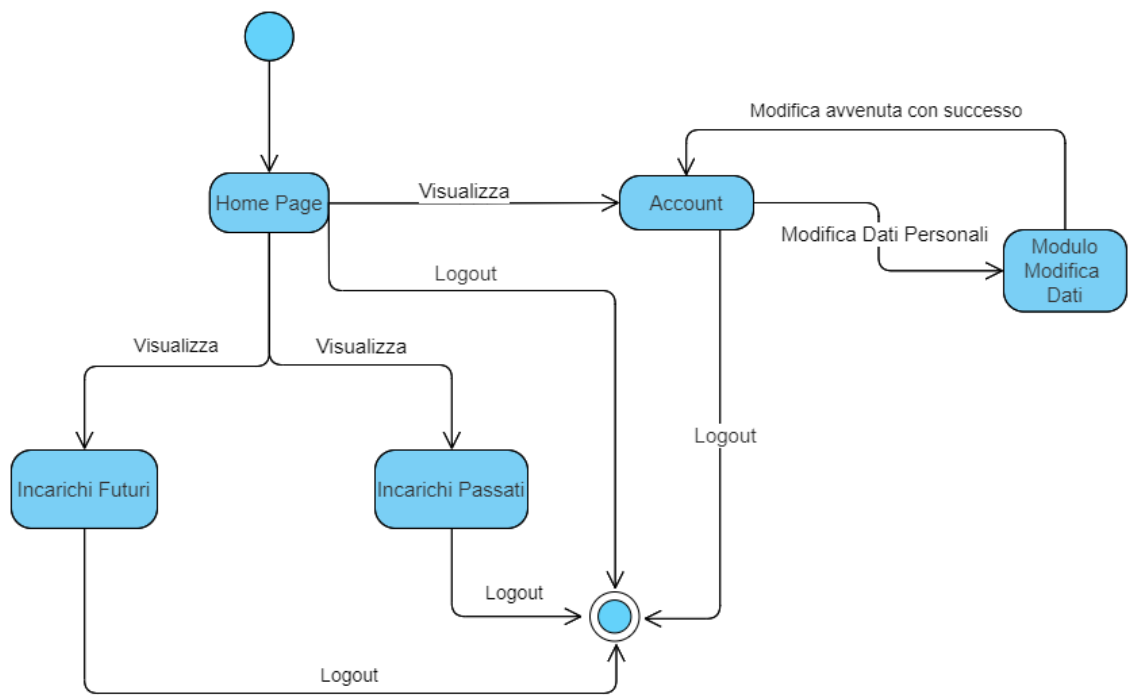 Modifica avvenuta con successo
Home Page
Visualizza
Account
Modifica Dati Personali
Modulo
Modifica
Dati
Logout
Visualizza
Visualizza
Logout
Incarichi Futuri
Incarichi Passati
Logout
Logout